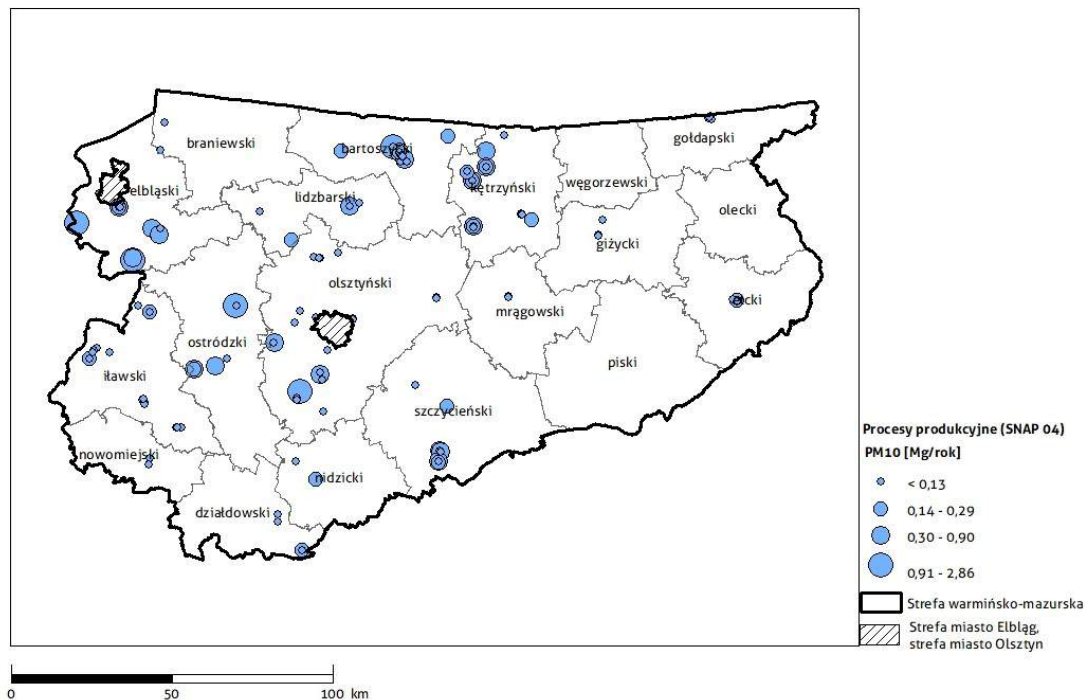 braniewski
bartoszycki
gołdapski
elbląski
lidzbarski
kętrzyński
węgorzewski
olecki
giżycki
olsztyński
ełcki
mrągowski
ostródzki
piski
iławski
szczycieński
nowomiejski
nidzicki
działdowski
Procesy produkcyjne (SNAP 04)
PM10 [Mg/rok]
< 0,13
0,14 - 0,29
0,30 - 0,90
0,91 - 2,86
Strefa warmińsko-mazurska
Strefa miasto Elbląg,
strefa miasto Olsztyn
0 50 100 km